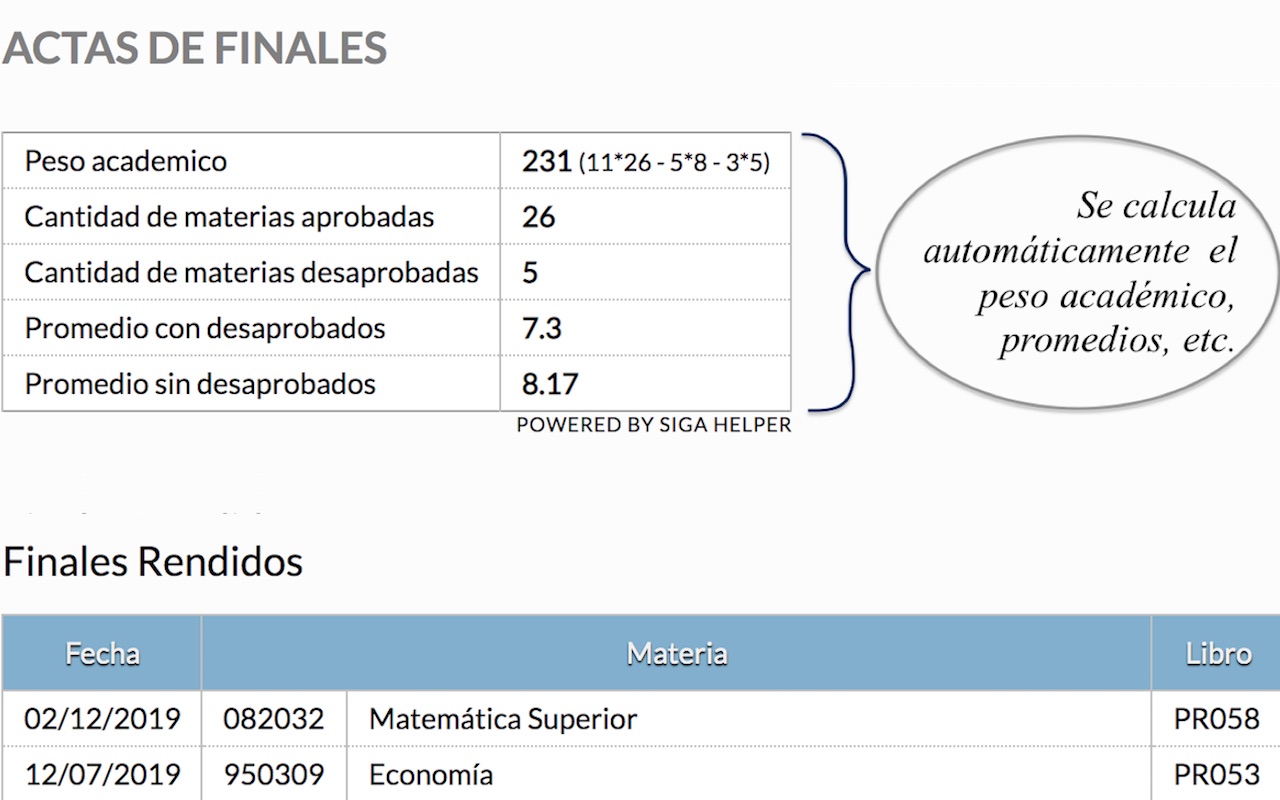 ACTAS DE FINALES
Peso academico 231 (11*26 - 5*8 - 3*5)
Cantidad de materias aprobadas 26
Cantidad de materias desaprobadas 5
Promedio con desaprobados 7.3
Promedio sin desaprobados 8.17
POWERED BY SIGA HELPER
Se calcula
automáticamente el
peso académico,
promedios, etc.
Finales Rendidos
Fecha Materia Libro
02/12/2019 082032 Matemática Superior PR058
12/07/2019 950309 Economía PR053